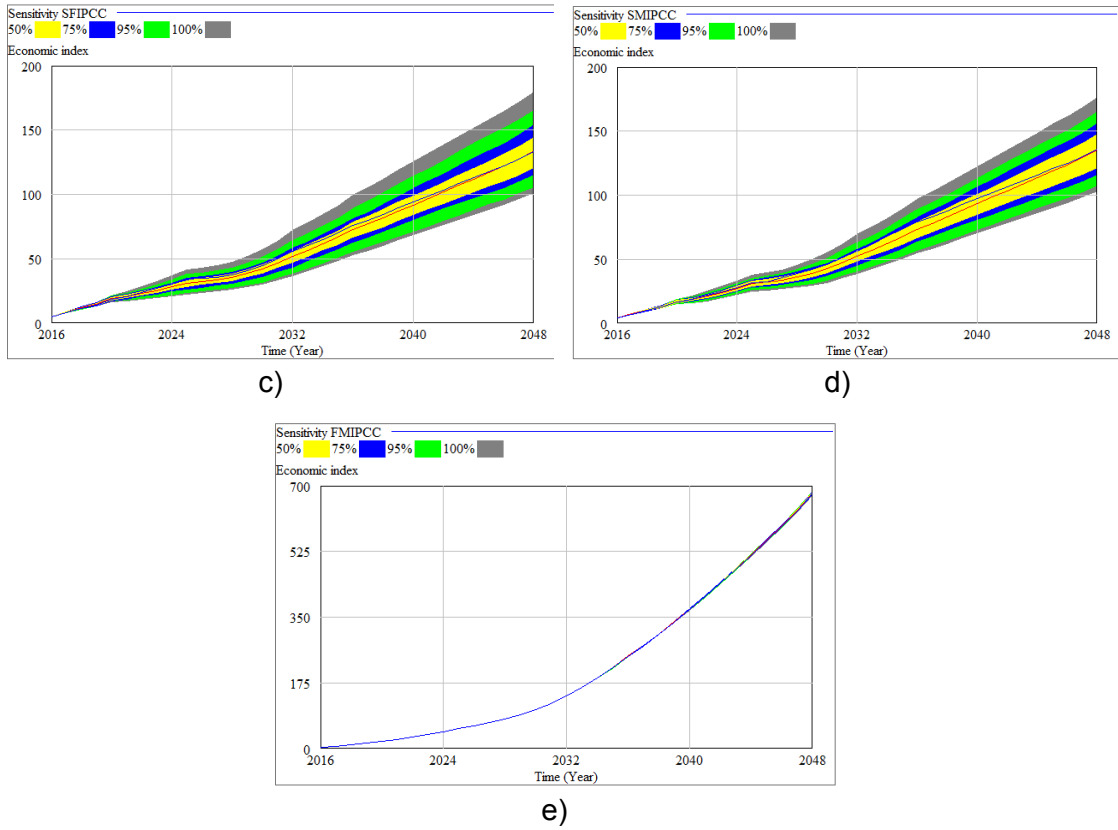 Sensitivity SFIPCC
50% 75% 95% 100%
Economic index
200
150
100
50
0
2016 2024 2032 2040 2048
Time (Year)
c)
Sensitivity SMIPCC
50% 75% 95% 100%
Economic index
200
150
100
50
0
2016 2024 2032 2040 2048
Time (Year)
d)
Sensitivity FMIPCC
50% 75% 95% 100%
Economic index
700
525
350
175
0
2016 2024 2032 2040 2048
Time (Year)
e)